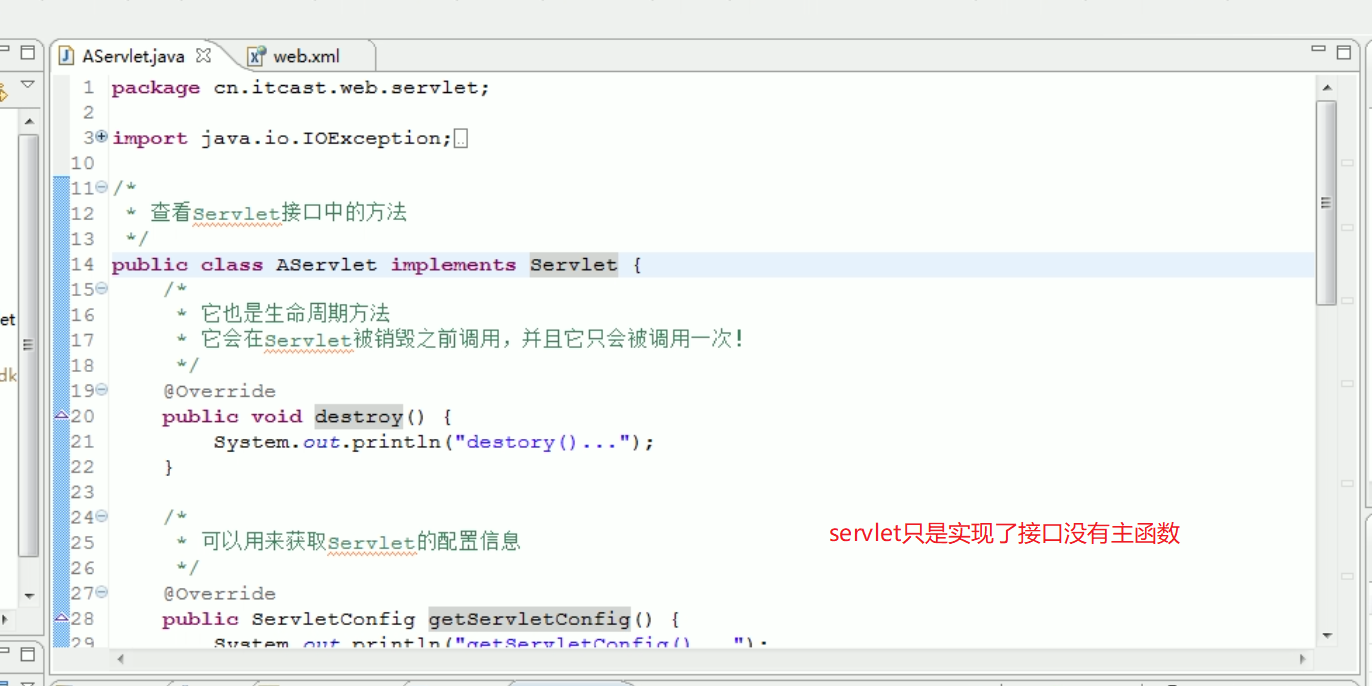 AServlet.java
web.xml
1 package cn.itcast.web.servlet;
2
3 import java.io.IOException;
10
11 /*
12 * 查看Servlet接口中的方法
13 */
14 public class AServlet implements Servlet {
15 /*
16 * 它也是生命周期方法
17 * 它会在Servlet被销毁之前调用，并且它只会被调用一次！
18 */
19 @Override
20 public void destroy() {
21 System.out.println("destory()...");
22 }
23
24 /*
25 * 可以用来获取Servlet的配置信息
26 */
27 @Override
28 public ServletConfig getServletConfig() {
29 System.out.println("getServletConfig()...");
servlet只是实现了接口没有主函数
et
dk